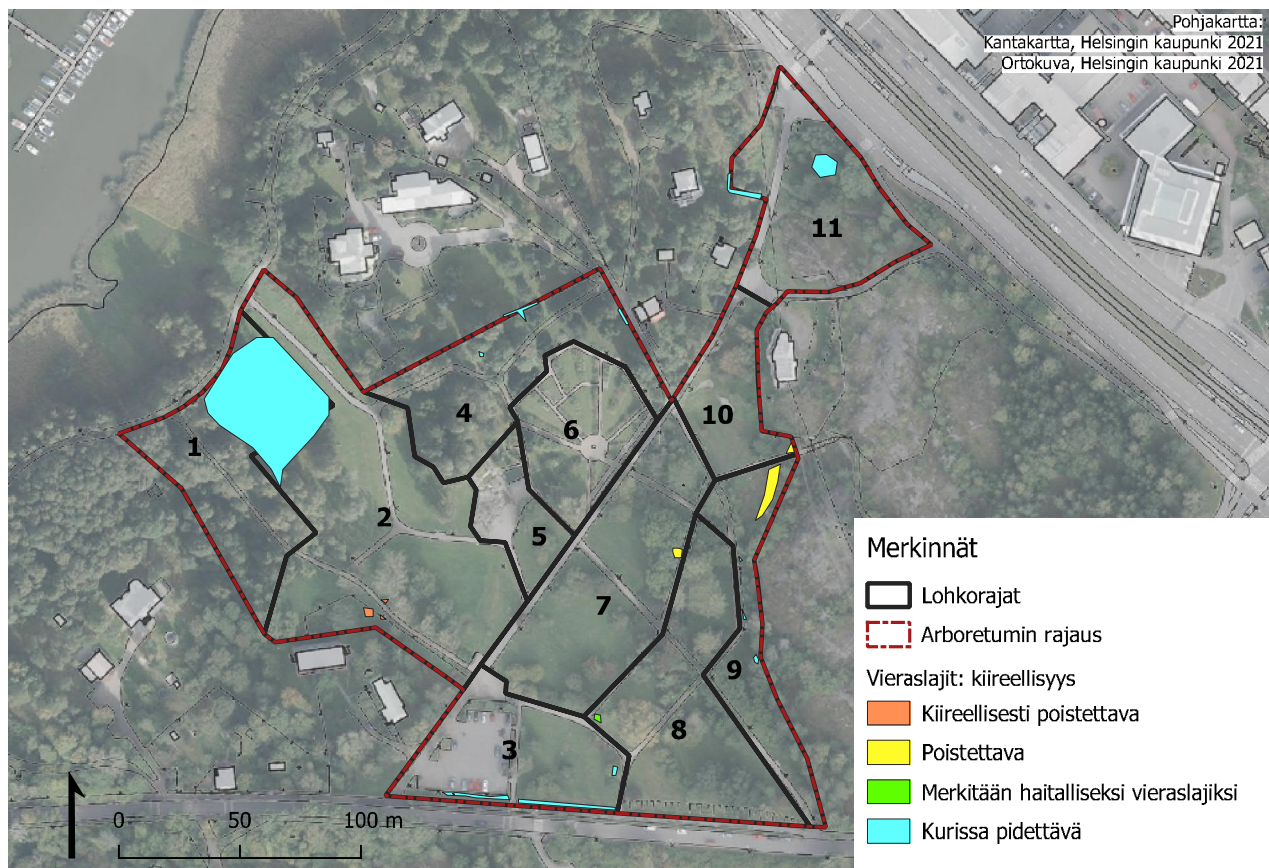 Pohjakartta:
Kantakartta, Helsingin kaupunki 2021
Ortokuva, Helsingin kaupunki 2021
11
4
6
10
1
2
5
7
9
8
3
0 50 100 m
Merkinnät
Lohkorajat
Arboretumin rajaus
Vieraslajit: kiireellisyys
Kiireellisesti poistettava
Poistettava
Merkitään haitalliseksi vieraslajiksi
Kurissa pidettävä